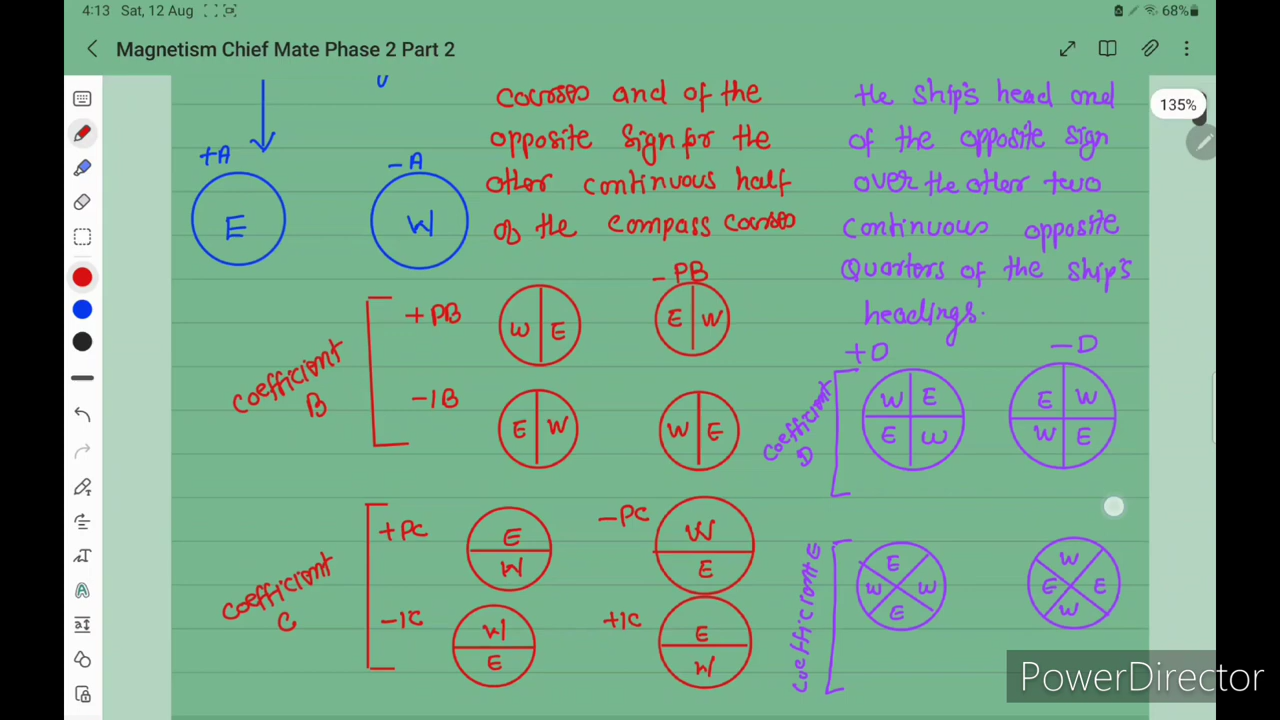 4:13 Sat, 12 Aug
68%
Magnetism Chief Mate Phase 2 Part 2
135%
+A
E
-A
W
courses and of the
opposite sign for the
other continuous half
of the compass courses
the ship's head and
of the opposite sign
over the other two
continuous opposite
Quarters of the ship's
headings.
coefficient
B
+PB
W E
-PB
E W
-1B
E W
W E
coefficient
C
+PC
E
W
-PC
W
E
-1C
W
E
+1C
E
W
coefficient
D
+D
W E
E W
-D
E W
W E
coefficient E
E
W W
E
W
E E
W
PowerDirector